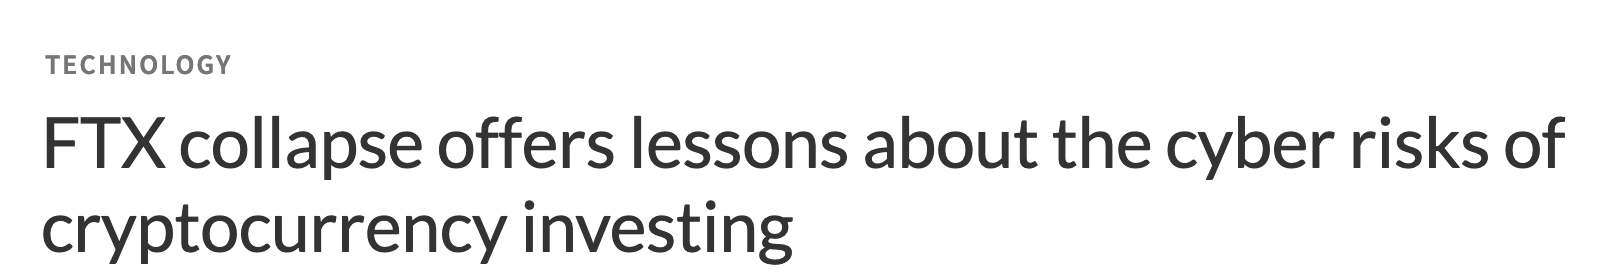 TECHNOLOGY
FTX collapse offers lessons about the cyber risks of
cryptocurrency investing